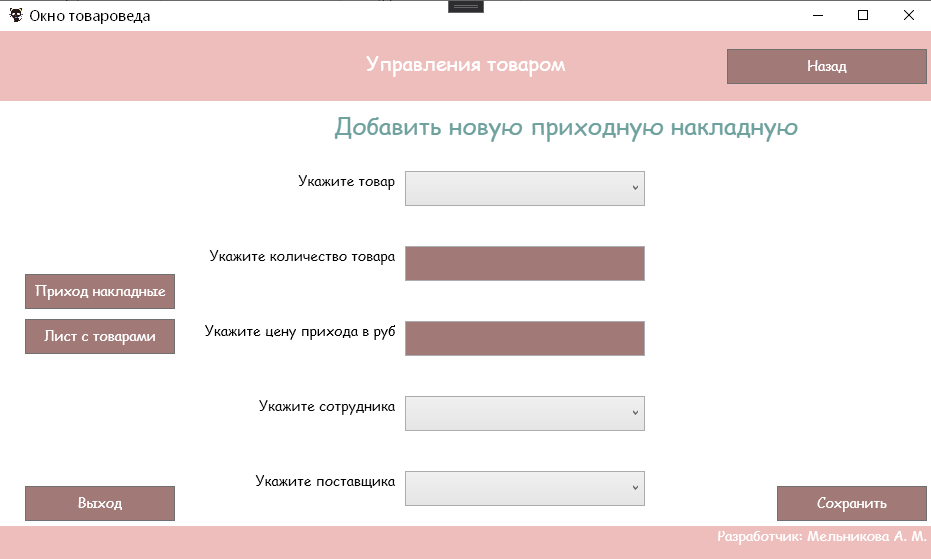 Окно товароведа
Управления товаром
Назад
Добавить новую приходную накладную
Укажите товар
Укажите количество товара
Приход накладные
Укажите цену прихода в руб
Лист с товарами
Укажите сотрудника
Укажите поставщика
Выход
Сохранить
Разработчик: Мельникова А. М.